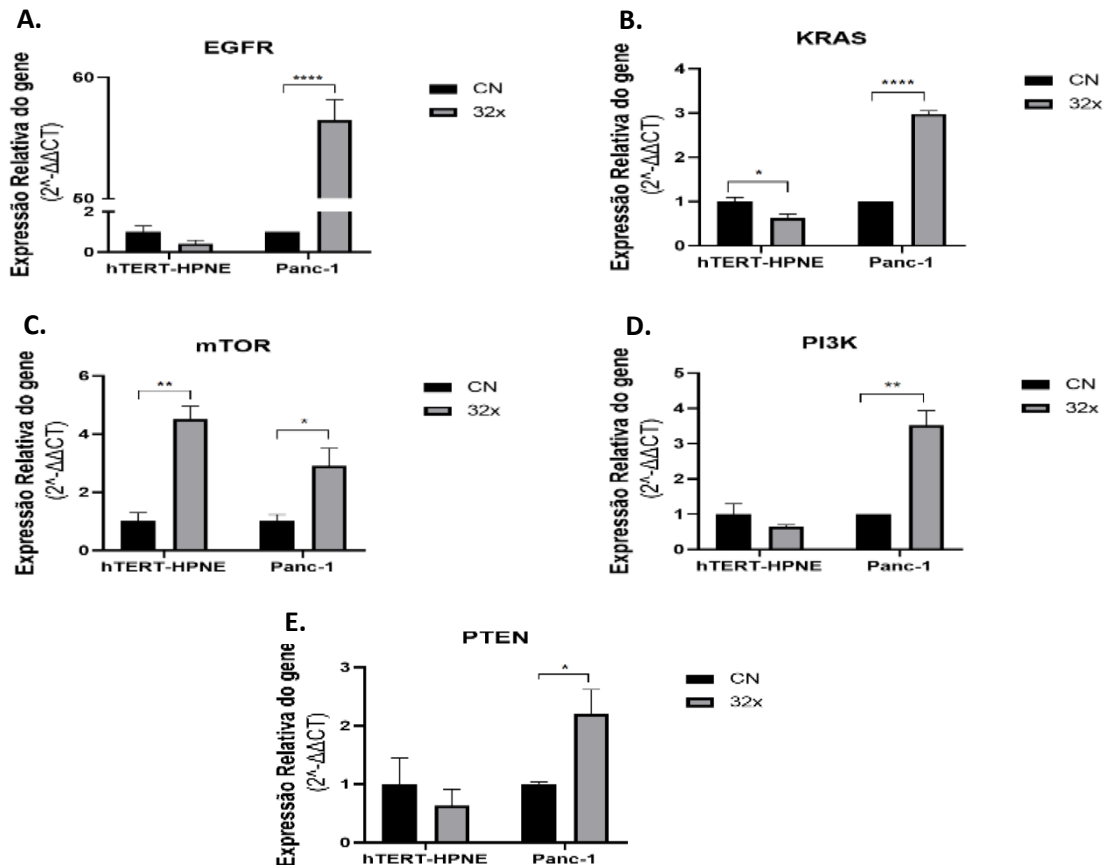 A.
EGFR
Expressão Relativa do gene
(2^-ΔΔCT)
60
50
2
0
****
hTERT-HPNE
Panc-1
CN
32x
B.
KRAS
Expressão Relativa do gene
(2^-ΔΔCT)
4
3
2
1
0
*
****
hTERT-HPNE
Panc-1
CN
32x
C.
mTOR
Expressão Relativa do gene
(2^-ΔΔCT)
6
4
2
0
**
*
hTERT-HPNE
Panc-1
CN
32x
D.
PI3K
Expressão Relativa do gene
(2^-ΔΔCT)
5
4
3
2
1
0
**
hTERT-HPNE
Panc-1
CN
32x
E.
PTEN
Expressão Relativa do gene
(2^-ΔΔCT)
3
2
1
0
*
hTERT-HPNE
Panc-1
CN
32x